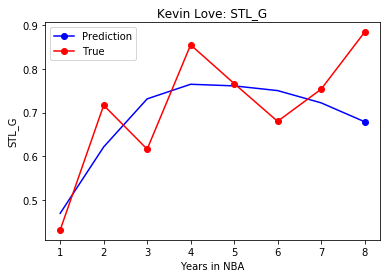 Kevin Love: STL_G
Prediction
True
STL_G
0.9
0.8
0.7
0.6
0.5
1 2 3 4 5 6 7 8
Years in NBA